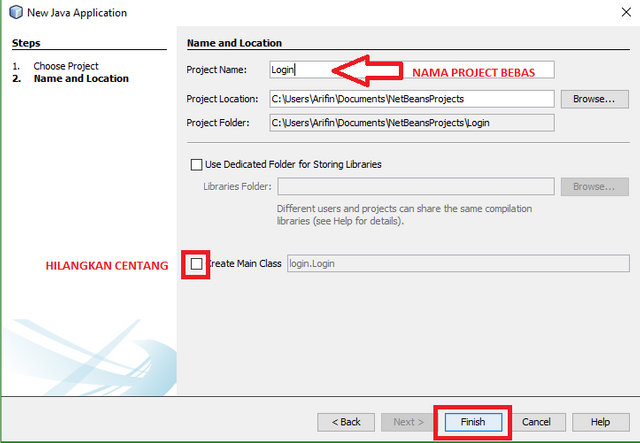 New Java Application
Steps
1. Choose Project
2. Name and Location
Name and Location
Project Name: Login
NAMA PROJECT BEBAS
Project Location: C:\Users\Arifin\Documents\NetBeansProjects Browse...
Project Folder: C:\Users\Arifin\Documents\NetBeansProjects\Login
Use Dedicated Folder for Storing Libraries
Libraries Folder: Browse...
Different users and projects can share the same compilation
libraries (see Help for details).
HILANGKAN CENTANG
Create Main Class login.Login
< Back Next > Finish Cancel Help